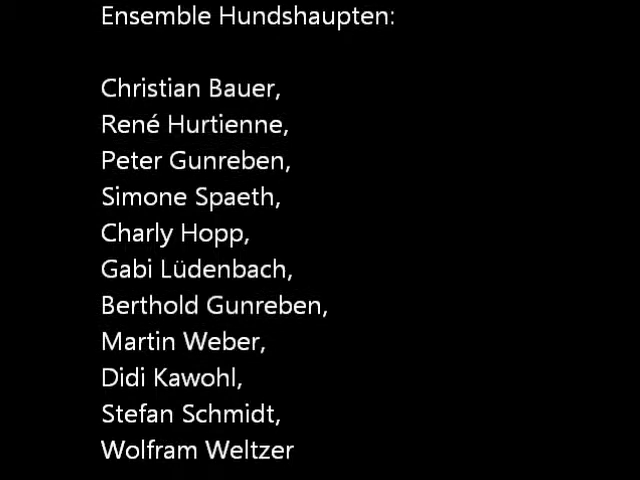 Ensemble Hundshaupten:
Christian Bauer,
René Hurtienne,
Peter Gunreben,
Simone Spaeth,
Charly Hopp,
Gabi Lüdenbach,
Berthold Gunreben,
Martin Weber,
Didi Kawohl,
Stefan Schmidt,
Wolfram Weltzer